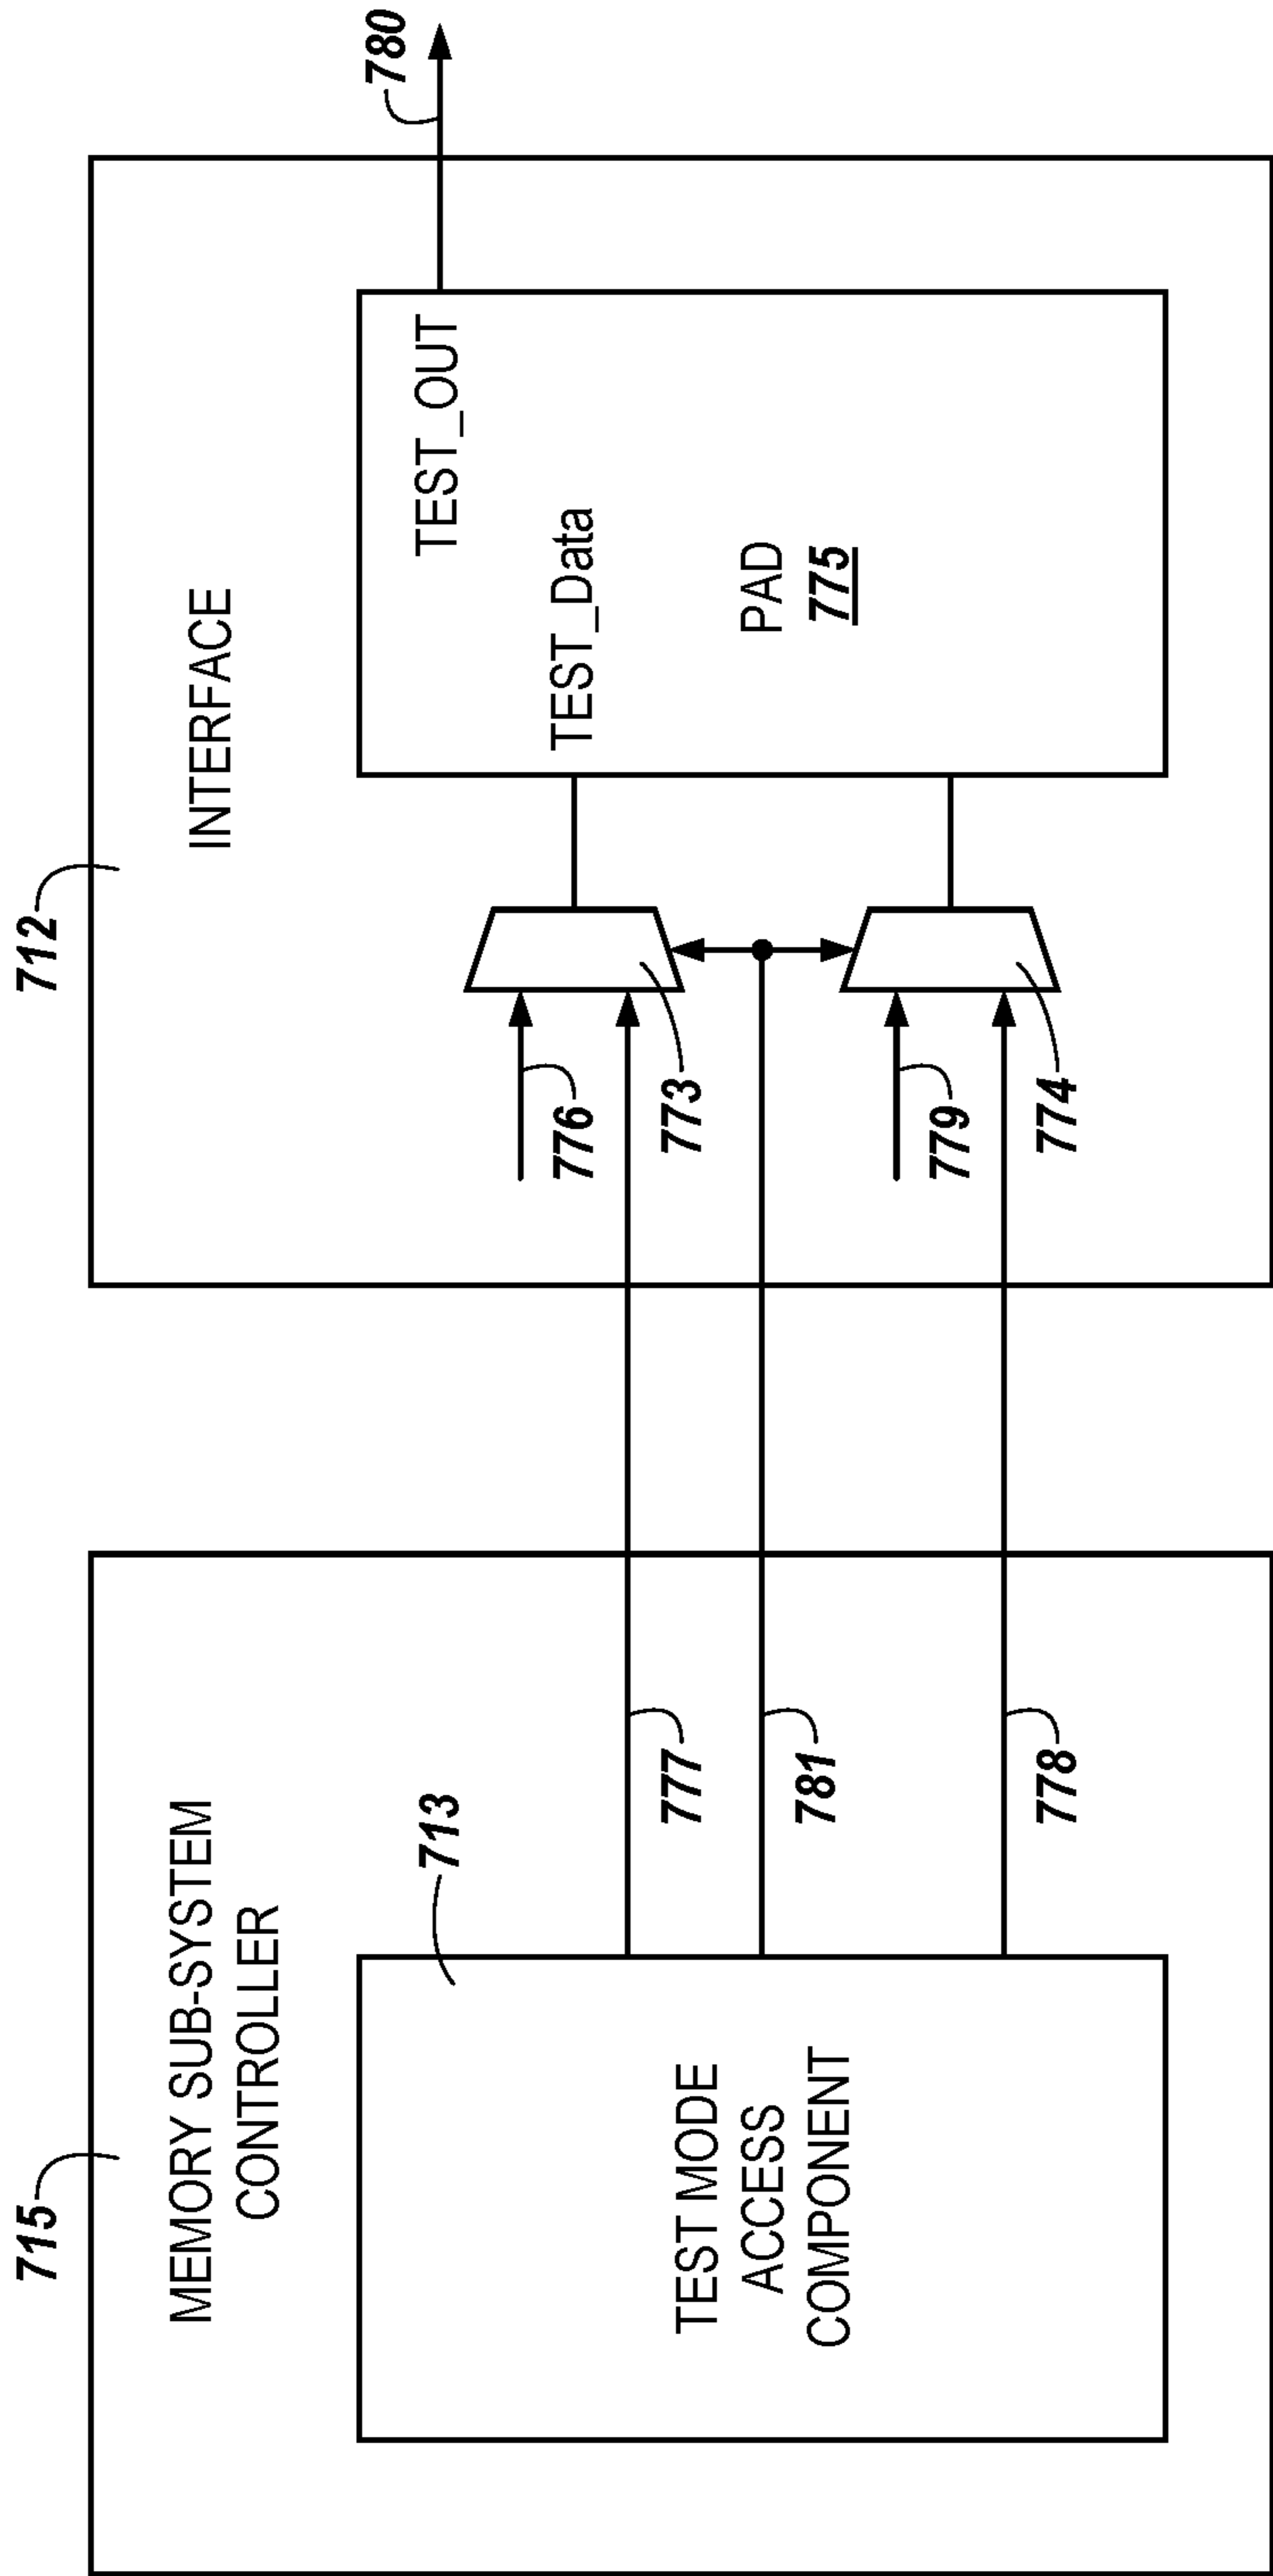 715
MEMORY SUB-SYSTEM
CONTROLLER
713
TEST MODE
ACCESS
COMPONENT
777
781
778
712
INTERFACE
776
773
779
774
TEST_OUT
TEST_Data
PAD
775
780